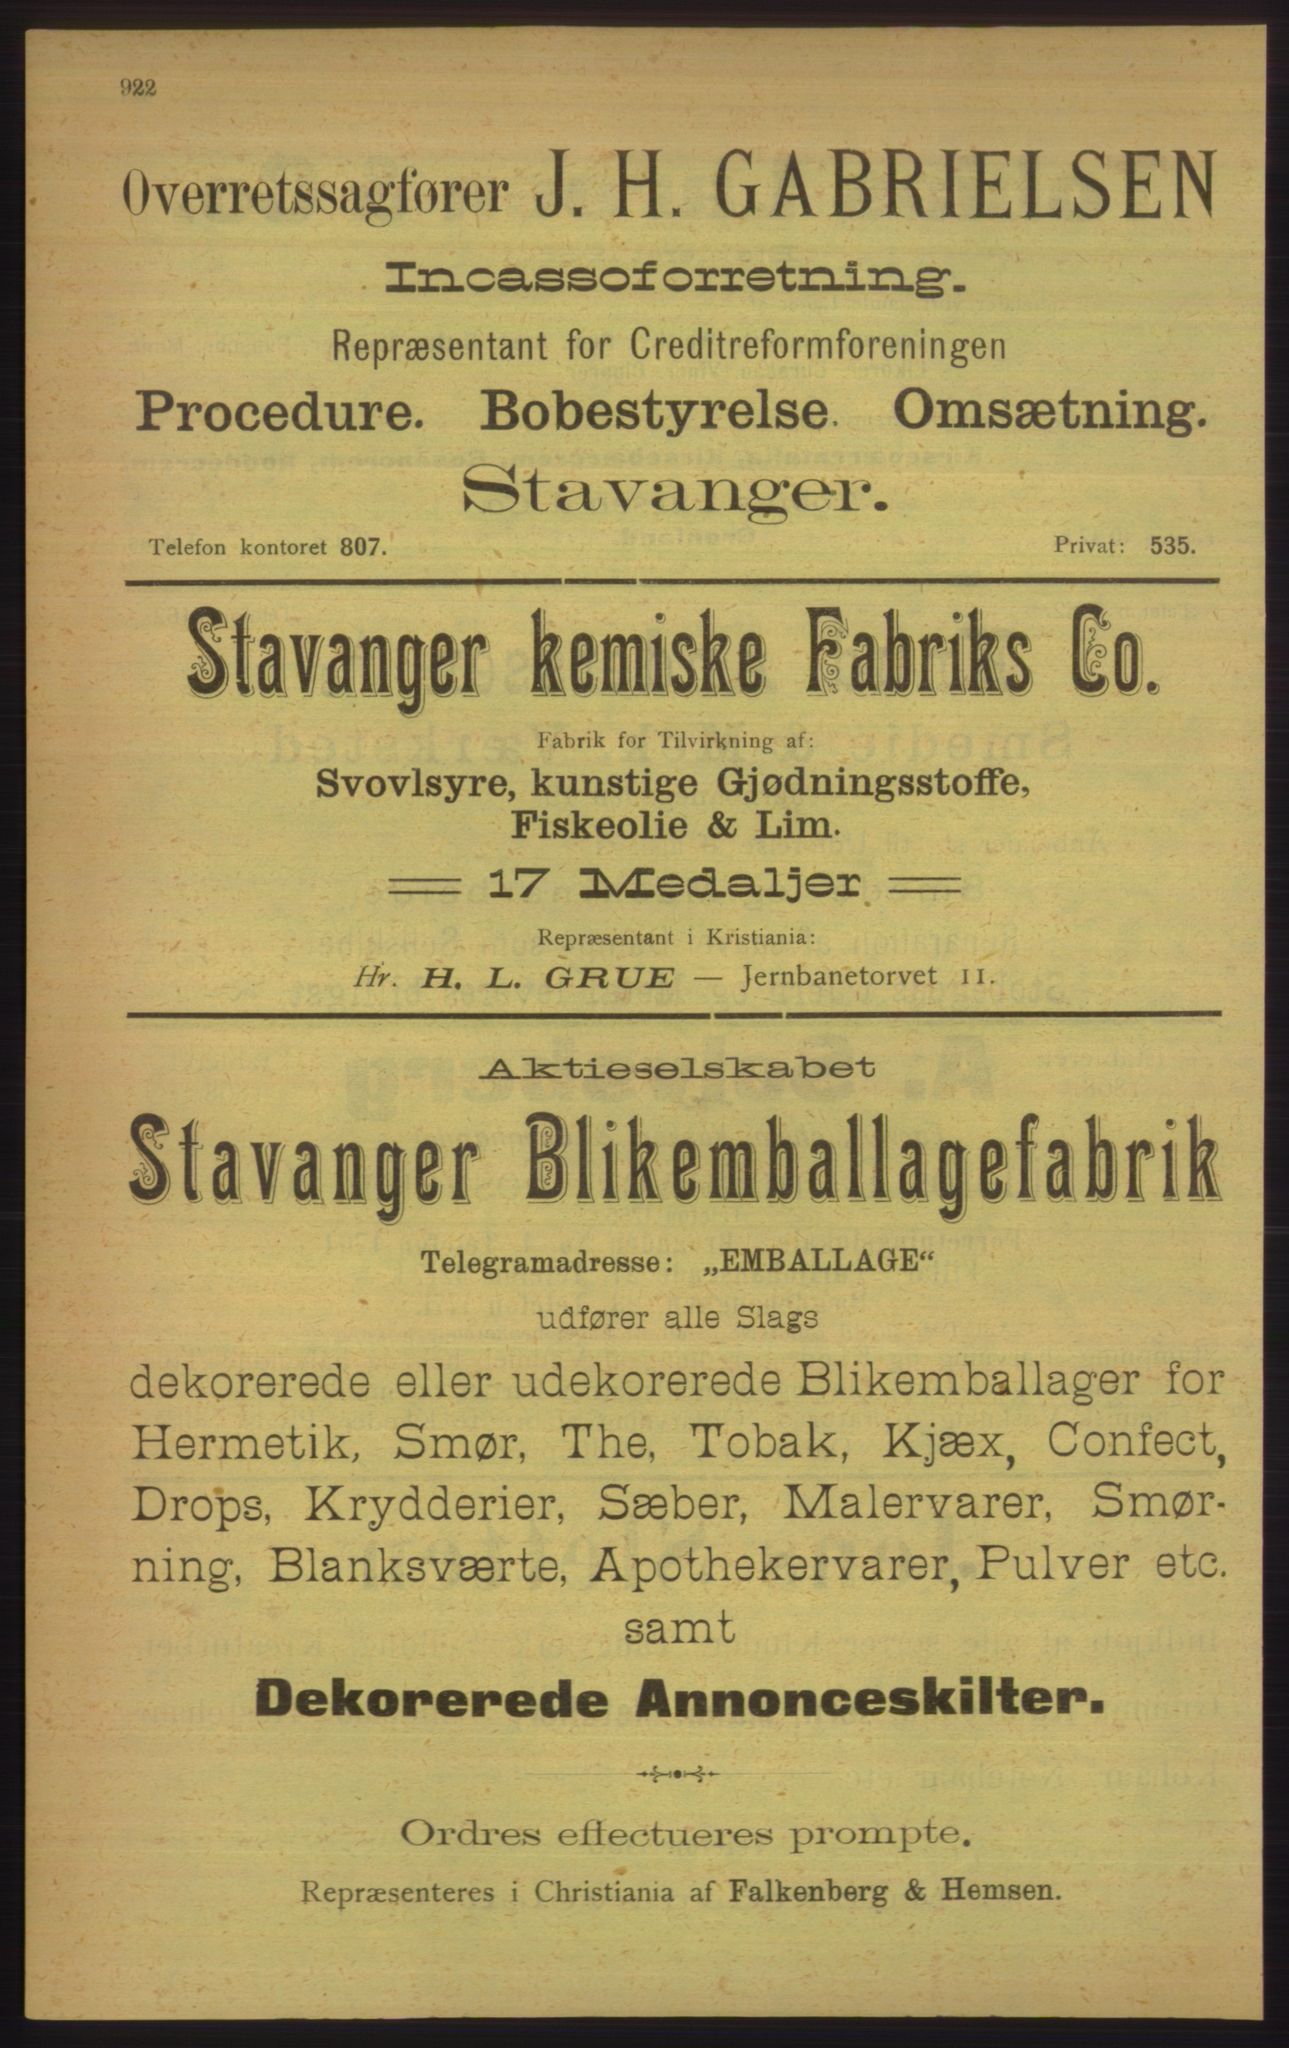 922
Overretssagfører J. H. GABRIELSEN
Incassoforretning.
Repræsentant for Creditreformforeningen
Procedure. Bobestyrelse. Omsætning.
Stavanger.
Telefon kontoret 807. Privat: 535.
Stavanger kemiske Fabriks Co.
Fabrik for Tilvirkning af:
Svovlsyre, kunstige Gjødningsstoffe,
Fiskeolie & Lim.
17 Medaljer
Repræsentant i Kristiania:
Hr. H. L. GRUE — Jernbanetorvet 11.
Aktieselskabet
Stavanger Blikemballagefabrik
Telegramadresse: „EMBALLAGE“
udfører alle Slags
dekorerede eller udekorerede Blikemballager for
Hermetik, Smør, The, Tobak, Kjæx, Confect,
Drops, Krydderier, Sæber, Malervarer, Smør-
ning, Blanksværte, Apothekervarer, Pulver etc.
samt
Dekorerede Annonceskilter.
Ordres effectueres prompte.
Repræsenteres i Christiania af Falkenberg & Hemsen.